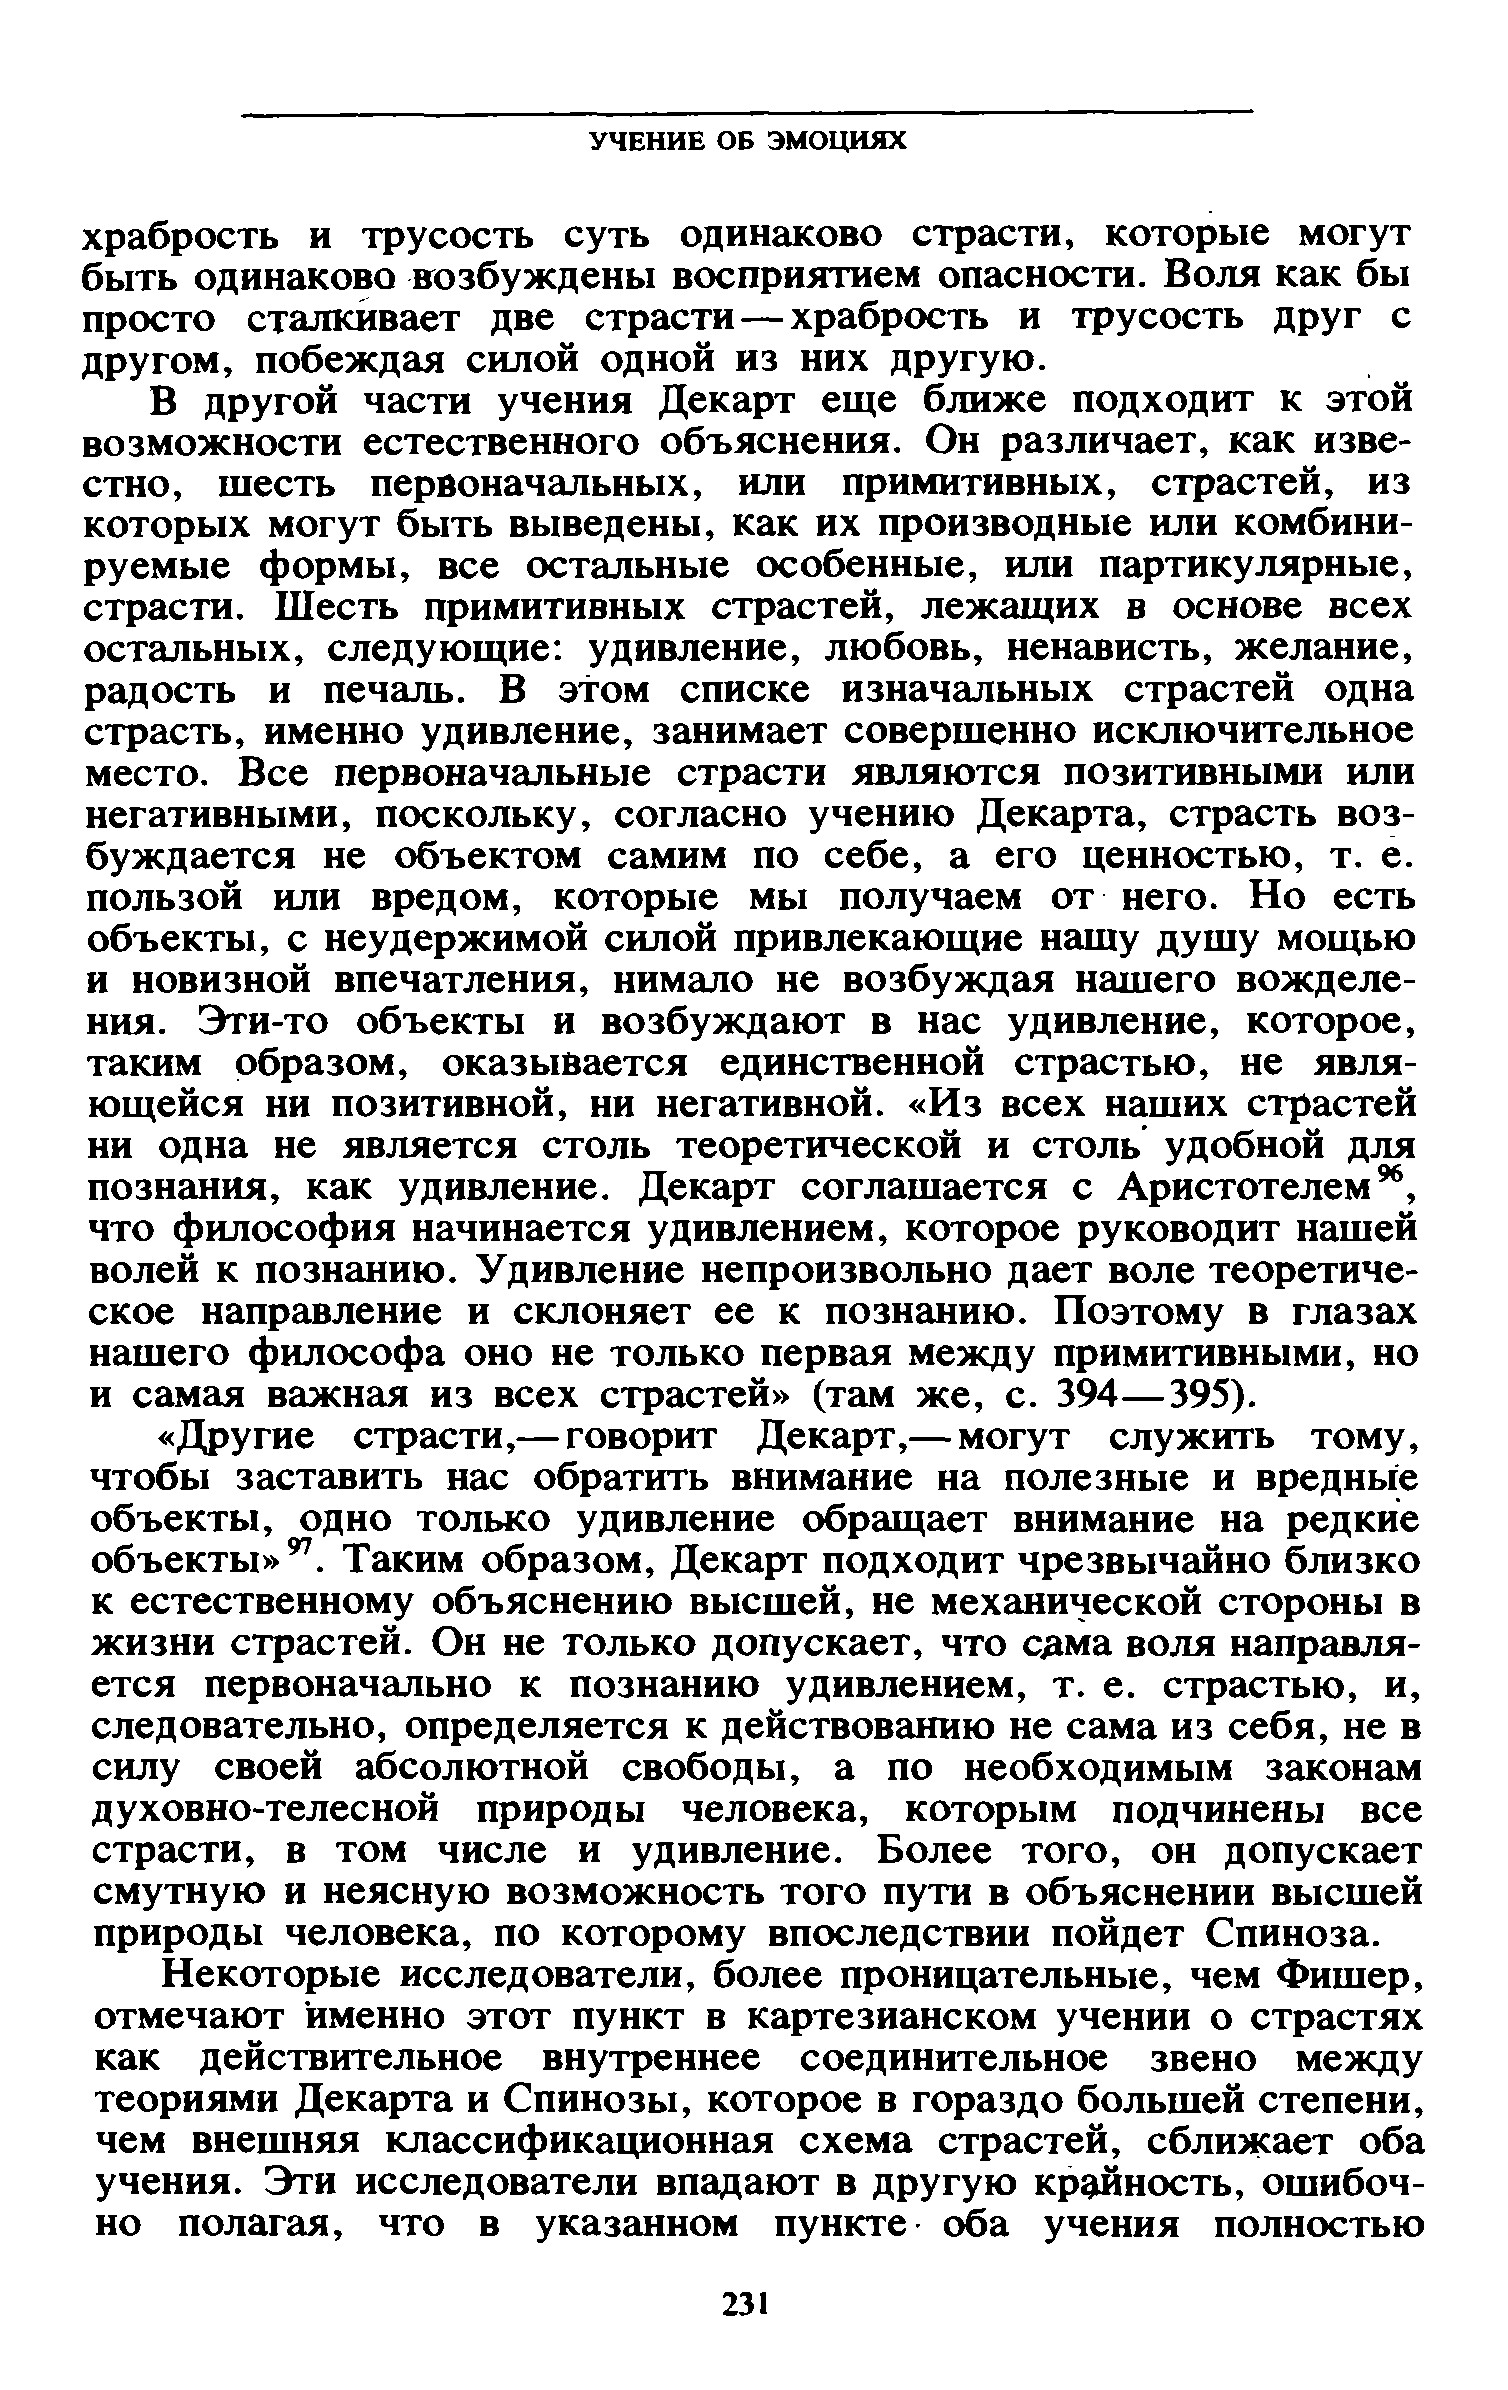 УЧЕНИЕ ОБ ЭМОЦИЯХ
храбрость и трусость суть одинаково страсти, которые могут
быть одинаково возбуждены восприятием опасности. Воля как бы
просто сталкивает две страсти—храбрость и трусость друг с
другом, побеждая силой одной из них другую.
В другой части учения Декарт еще ближе подходит к этой
возможности естественного объяснения. Он различает, как изве-
стно, шесть первоначальных, или примитивных, страстей, из
которых могут быть выведены, как их производные или комбини-
руемые формы, все остальные особенные, или партикулярные,
страсти. Шесть примитивных страстей, лежащих в основе всех
остальных, следующие: удивление, любовь, ненависть, желание,
радость и печаль. В этом списке изначальных страстей одна
страсть, именно удивление, занимает совершенно исключительное
место. Все первоначальные страсти являются позитивными или
негативными, поскольку, согласно учению Декарта, страсть воз-
буждается не объектом самим по себе, а его ценностью, т. е.
пользой или вредом, которые мы получаем от него. Но есть
объекты, с неудержимой силой привлекающие нашу душу мощью
и новизной впечатления, нимало не возбуждая нашего вожделе-
ния. Эти-то объекты и возбуждают в нас удивление, которое,
таким образом, оказывается единственной страстью, не явля-
ющейся ни позитивной, ни негативной. «Из всех наших страстей
ни одна не является столь теоретической и столь удобной для
познания, как удивление. Декарт соглашается с Аристотелем⁹⁶,
что философия начинается удивлением, которое руководит нашей
волей к познанию. Удивление непроизвольно дает воле теоретиче-
ское направление и склоняет ее к познанию. Поэтому в глазах
нашего философа оно не только первая между примитивными, но
и самая важная из всех страстей» (там же, с. 394—395).
«Другие страсти,—говорит Декарт,—могут служить тому,
чтобы заставить нас обратить внимание на полезные и вредные
объекты, одно только удивление обращает внимание на редкие
объекты»⁹⁷. Таким образом, Декарт подходит чрезвычайно близко
к естественному объяснению высшей, не механической стороны в
жизни страстей. Он не только допускает, что сама воля направля-
ется первоначально к познанию удивлением, т. е. страстью, и,
следовательно, определяется к действованию не сама из себя, не в
силу своей абсолютной свободы, а по необходимым законам
духовно-телесной природы человека, которым подчинены все
страсти, в том числе и удивление. Более того, он допускает
смутную и неясную возможность того пути в объяснении высшей
природы человека, по которому впоследствии пойдет Спиноза.
Некоторые исследователи, более проницательные, чем Фишер,
отмечают именно этот пункт в картезианском учении о страстях
как действительное внутреннее соединительное звено между
теориями Декарта и Спинозы, которое в гораздо большей степени,
чем внешняя классификационная схема страстей, сближает оба
учения. Эти исследователи впадают в другую крайность, ошибоч-
но полагая, что в указанном пункте оба учения полностью
231